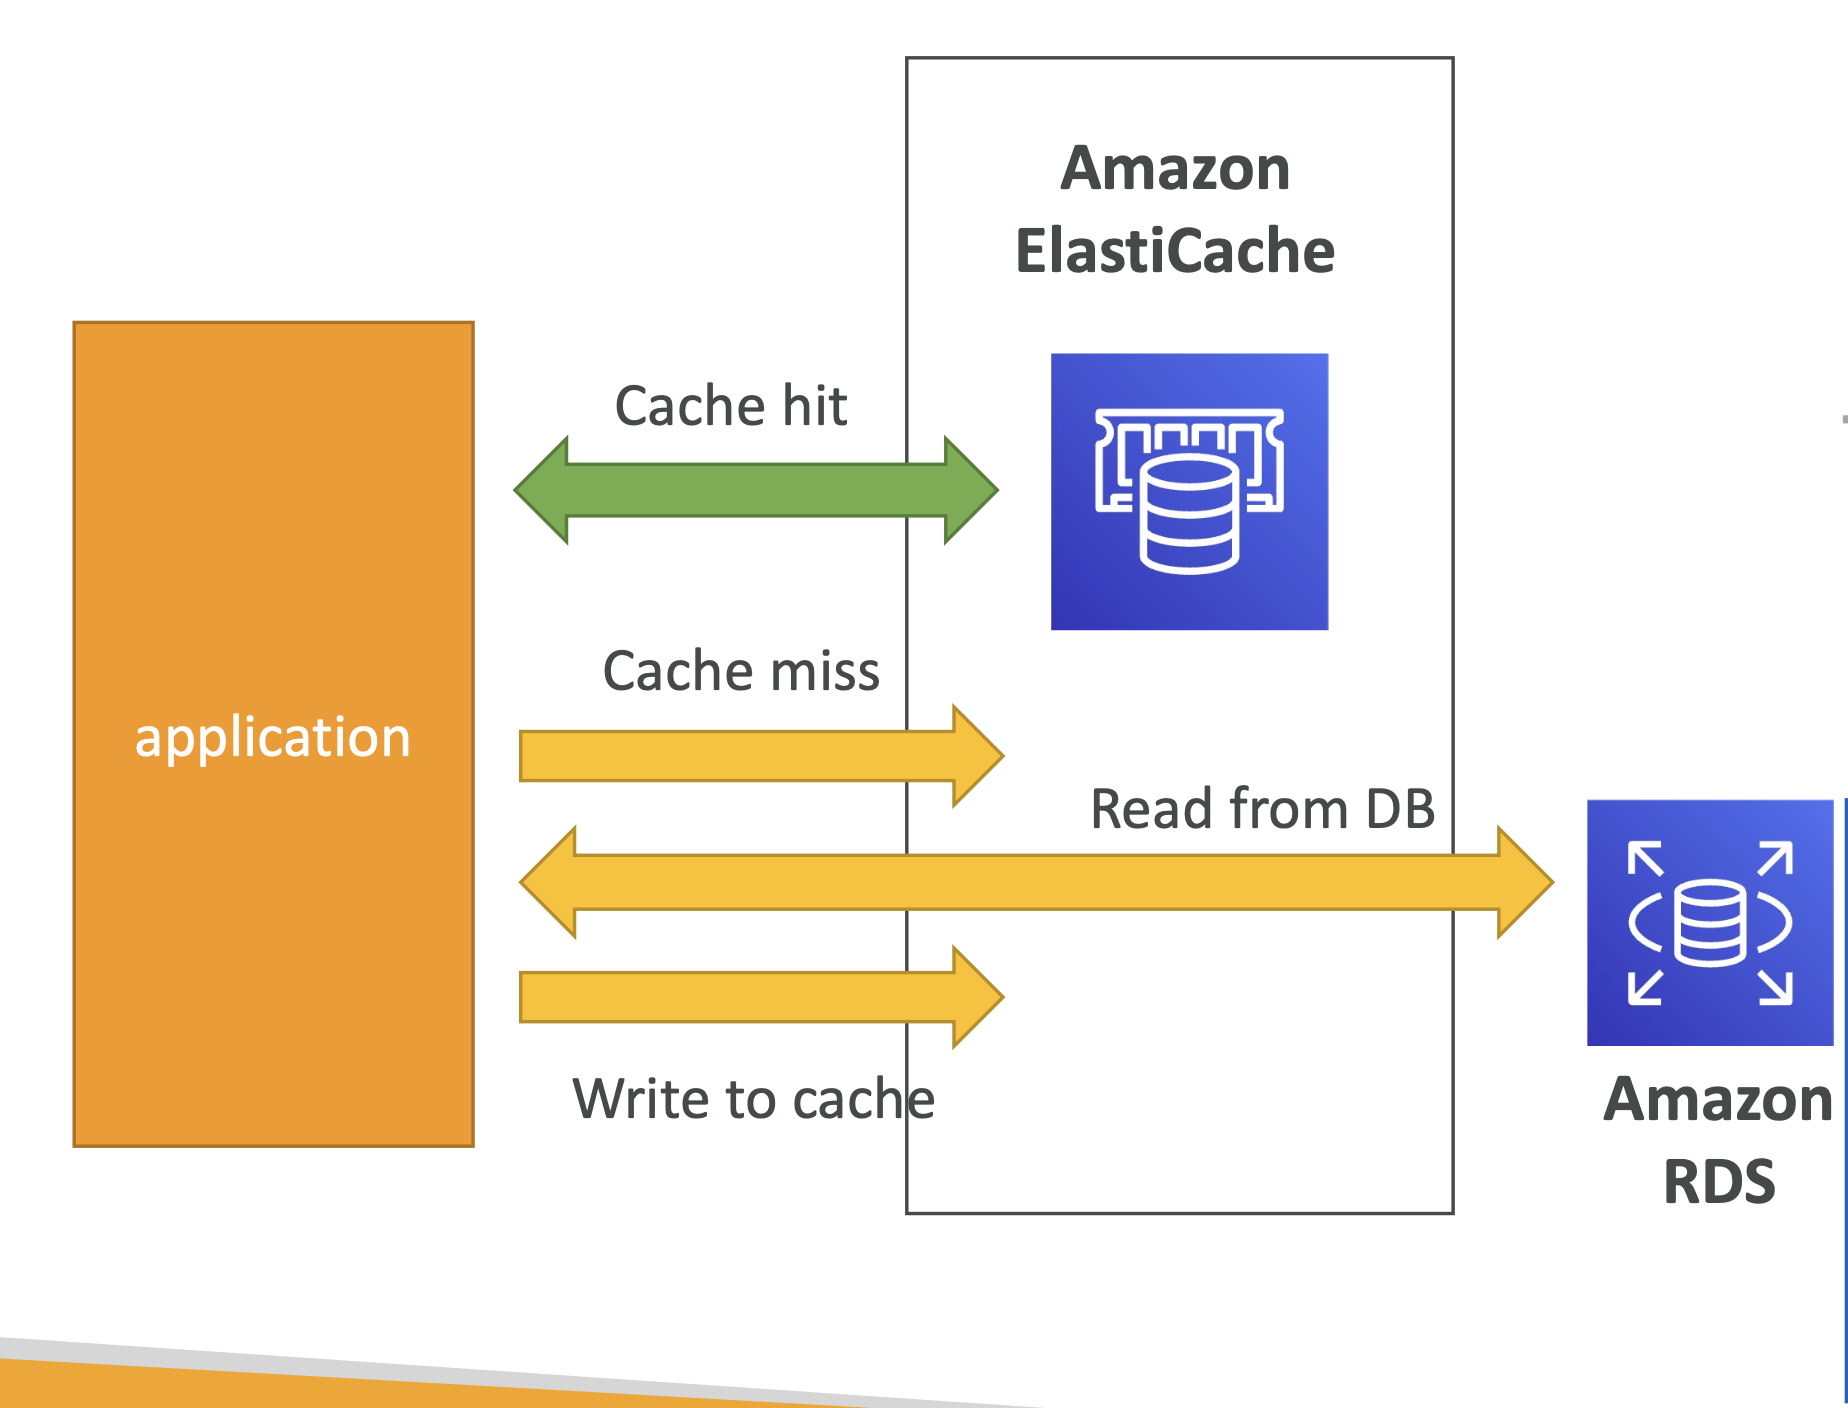 Amazon
ElastiCache
Cache hit
Cache miss
application
Read from DB
Write to cache
Amazon
RDS